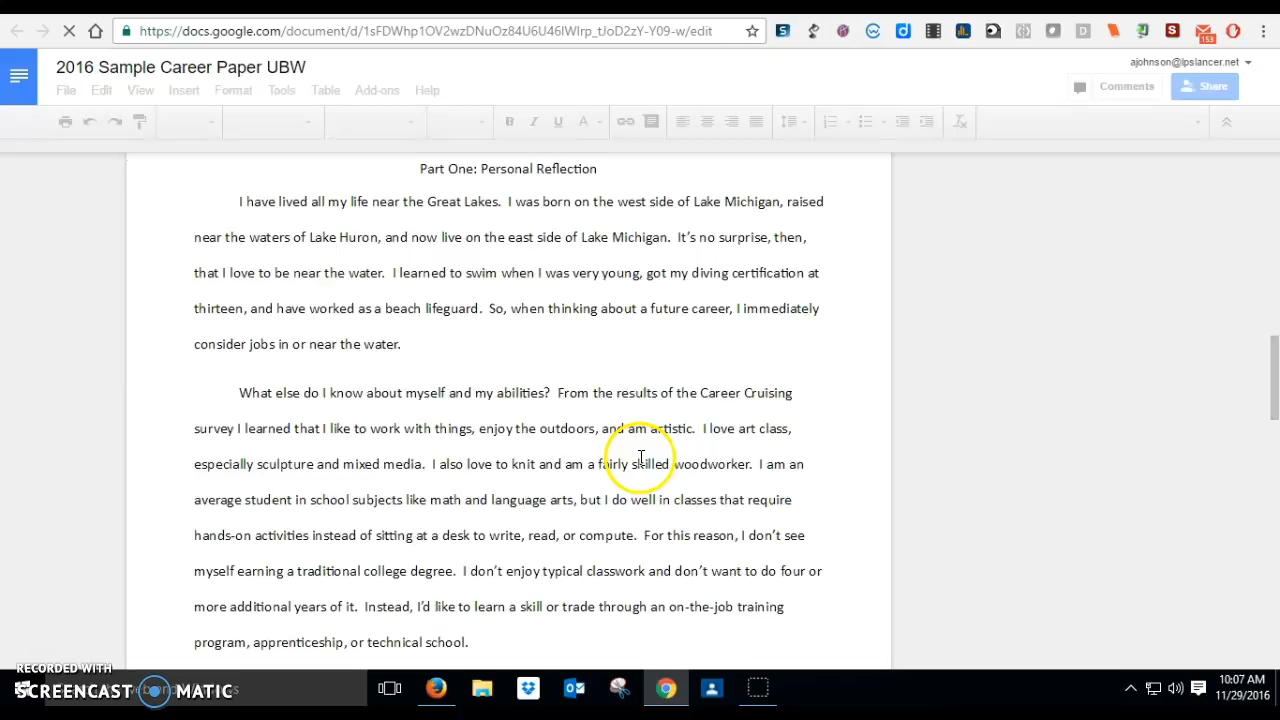 https://docs.google.com/document/d/1sFDWhp1OV2wzDNuOz84U6U46IWIrp_tJoD2zY-Y09-w/edit
153
2016 Sample Career Paper UBW
ajohnson@lpslancer.net
File Edit View Insert Format Tools Table Add-ons Help
Comments
Share
B I U A
Part One: Personal Reflection
I have lived all my life near the Great Lakes. I was born on the west side of Lake Michigan, raised
near the waters of Lake Huron, and now live on the east side of Lake Michigan. It's no surprise, then,
that I love to be near the water. I learned to swim when I was very young, got my diving certification at
thirteen, and have worked as a beach lifeguard. So, when thinking about a future career, I immediately
consider jobs in or near the water.
What else do I know about myself and my abilities? From the results of the Career Cruising
survey I learned that I like to work with things, enjoy the outdoors, and am artistic. I love art class,
especially sculpture and mixed media. I also love to knit and am a fairly skilled woodworker. I am an
average student in school subjects like math and language arts, but I do well in classes that require
hands-on activities instead of sitting at a desk to write, read, or compute. For this reason, I don't see
myself earning a traditional college degree. I don't enjoy typical classwork and don't want to do four or
more additional years of it. Instead, I'd like to learn a skill or trade through an on-the-job training
program, apprenticeship, or technical school.
RECORDED WITH
SCREENCAST MATIC
10:07 AM
11/29/2016